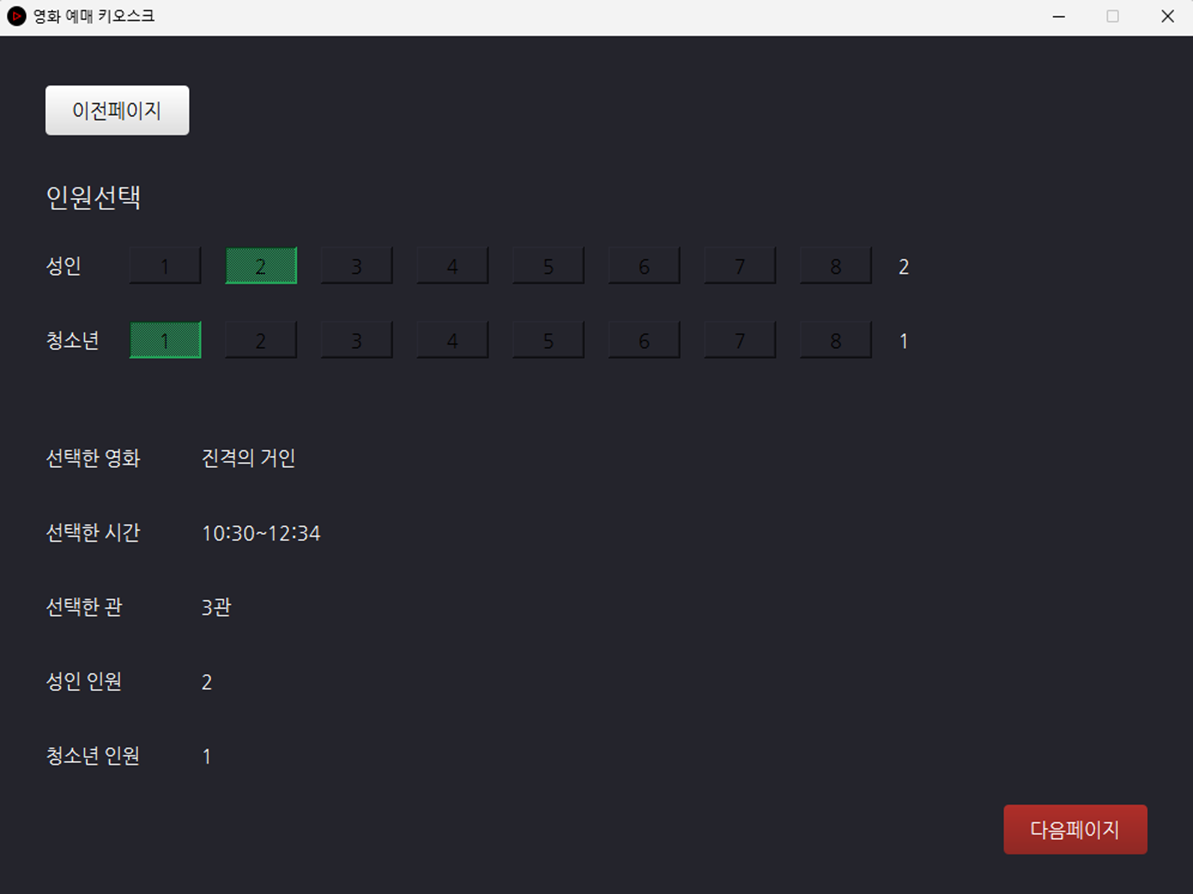 영화 예매 키오스크
이전페이지
인원선택
성인 1 2 3 4 5 6 7 8 2
청소년 1 2 3 4 5 6 7 8 1
선택한 영화 진격의 거인
선택한 시간 10:30~12:34
선택한 관 3관
성인 인원 2
청소년 인원 1
다음페이지